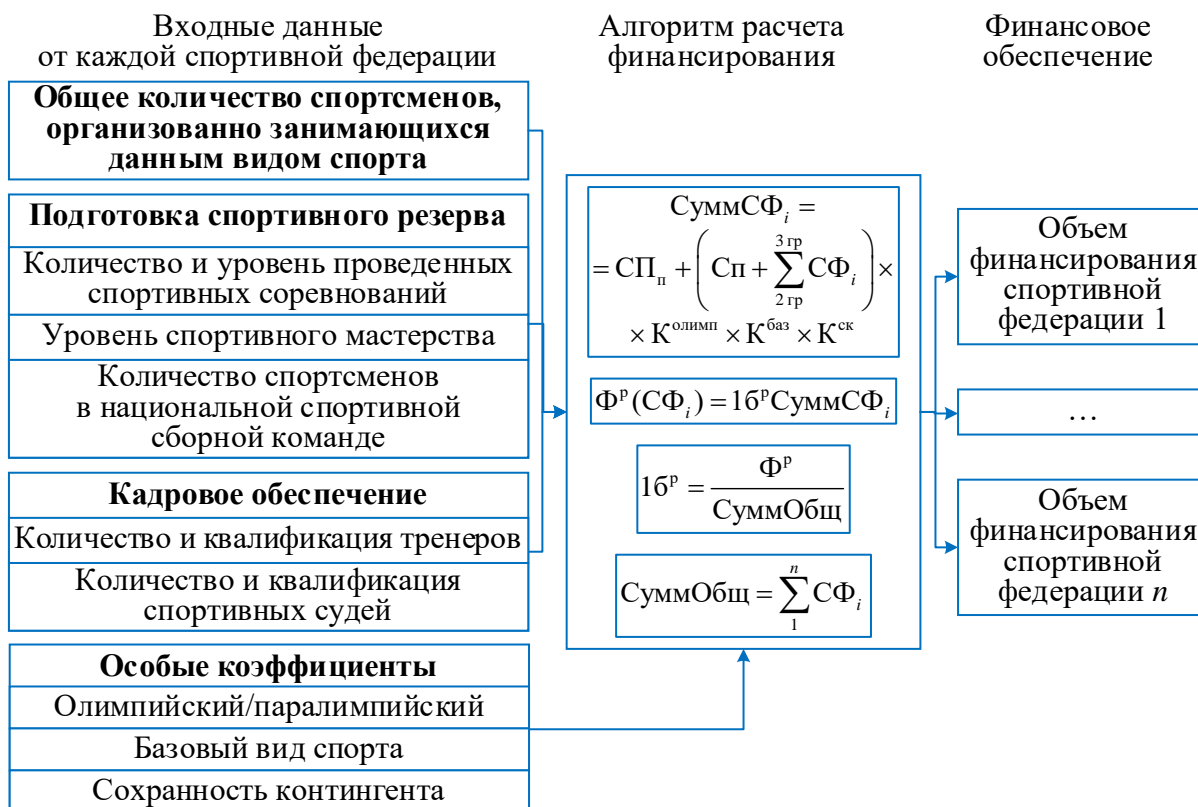 Входные данные
от каждой спортивной федерации
Общее количество спортсменов,
организованно занимающихся
данным видом спорта
Подготовка спортивного резерва
Количество и уровень проведенных
спортивных соревнований
Уровень спортивного мастерства
Количество спортсменов
в национальной спортивной
сборной команде
Кадровое обеспечение
Количество и квалификация тренеров
Количество и квалификация
спортивных судей
Особые коэффициенты
Олимпийский/паралимпийский
Базовый вид спорта
Сохранность контингента
Алгоритм расчета
финансирования
СуммСФ_i =
= СП_п + (Сп + ∑_{2 гр}^{3 гр} СФ_i) ×
× К^олимп × К^баз × К^ск
Ф^р(СФ_i) = 1б^р СуммСФ_i
1б^р = Ф^р / СуммОбщ
СуммОбщ = ∑_{1}^{n} СФ_i
Финансовое
обеспечение
Объем
финансирования
спортивной
федерации 1
…
Объем
финансирования
спортивной
федерации n